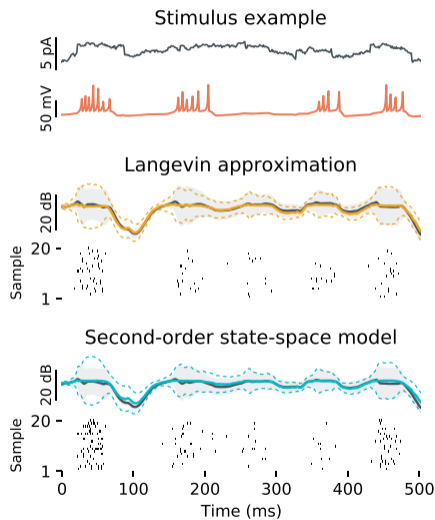 Stimulus example
5 pA
50 mV
Langevin approximation
20 dB
Sample
20
1
Second-order state-space model
20 dB
Sample
20
1
0 100 200 300 400 500
Time (ms)